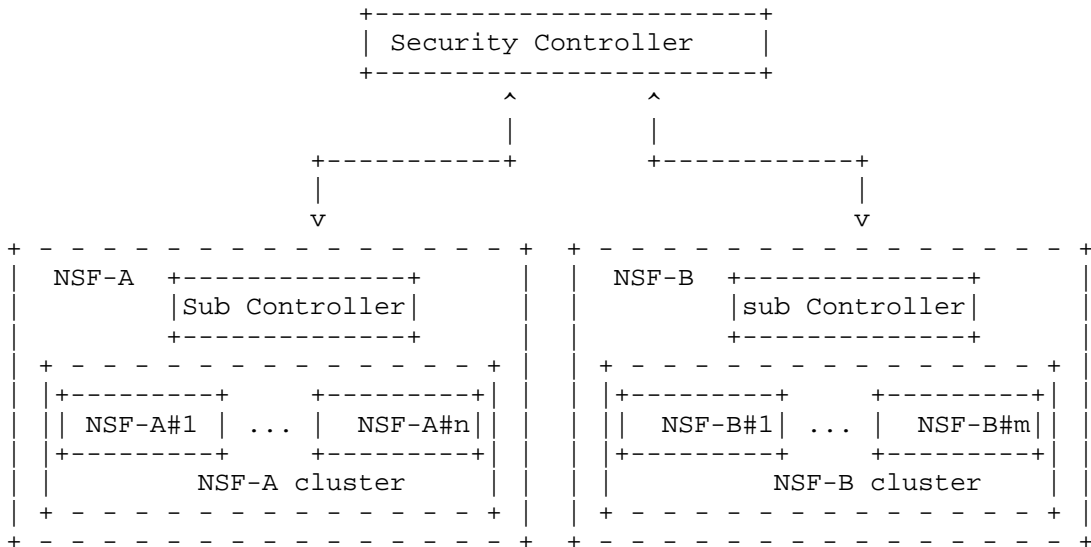 Security Controller
NSF-A NSF-B
Sub Controller sub Controller
NSF-A#1 ... NSF-A#n NSF-B#1 ... NSF-B#m
NSF-A cluster NSF-B cluster